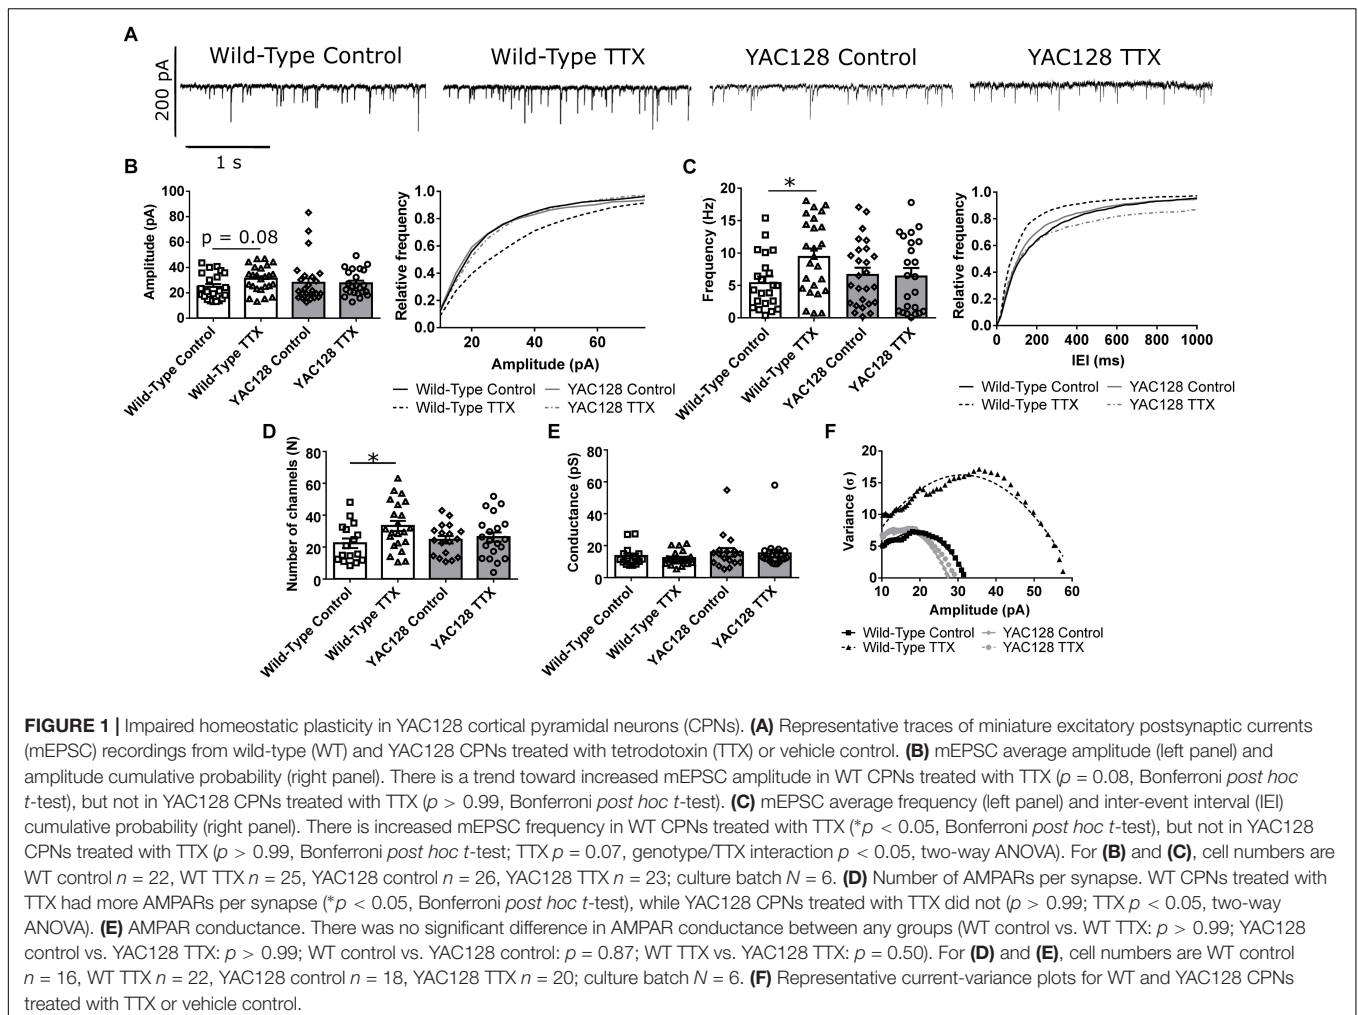 A
Wild-Type Control
Wild-Type TTX
YAC128 Control
YAC128 TTX
200 pA
1 s
B
Amplitude (pA)
100
80
60
40
20
0
p = 0.08
Wild-Type Control
Wild-Type TTX
YAC128 Control
YAC128 TTX
Relative frequency
1.0
0.8
0.6
0.4
0.2
0.0
20 40 60
Amplitude (pA)
Wild-Type Control YAC128 Control
Wild-Type TTX YAC128 TTX
C
Frequency (Hz)
20
15
10
5
0
*
Wild-Type Control
Wild-Type TTX
YAC128 Control
YAC128 TTX
Relative frequency
1.0
0.8
0.6
0.4
0.2
0.0
0 200 400 600 800 1000
IEI (ms)
Wild-Type Control YAC128 Control
Wild-Type TTX YAC128 TTX
D
Number of channels (N)
80
60
40
20
0
*
Wild-Type Control
Wild-Type TTX
YAC128 Control
YAC128 TTX
E
Conductance (pS)
80
60
40
20
0
Wild-Type Control
Wild-Type TTX
YAC128 Control
YAC128 TTX
F
Variance (σ)
20
15
10
5
0
10 20 30 40 50 60
Amplitude (pA)
Wild-Type Control YAC128 Control
Wild-Type TTX YAC128 TTX
FIGURE 1 | Impaired homeostatic plasticity in YAC128 cortical pyramidal neurons (CPNs). (A) Representative traces of miniature excitatory postsynaptic currents
(mEPSC) recordings from wild-type (WT) and YAC128 CPNs treated with tetrodotoxin (TTX) or vehicle control. (B) mEPSC average amplitude (left panel) and
amplitude cumulative probability (right panel). There is a trend toward increased mEPSC amplitude in WT CPNs treated with TTX (p = 0.08, Bonferroni post hoc
t-test), but not in YAC128 CPNs treated with TTX (p > 0.99, Bonferroni post hoc t-test). (C) mEPSC average frequency (left panel) and inter-event interval (IEI)
cumulative probability (right panel). There is increased mEPSC frequency in WT CPNs treated with TTX (*p < 0.05, Bonferroni post hoc t-test), but not in YAC128
CPNs treated with TTX (p > 0.99, Bonferroni post hoc t-test; TTX p = 0.07, genotype/TTX interaction p < 0.05, two-way ANOVA). For (B) and (C), cell numbers are
WT control n = 22, WT TTX n = 25, YAC128 control n = 26, YAC128 TTX n = 23; culture batch N = 6. (D) Number of AMPARs per synapse. WT CPNs treated with
TTX had more AMPARs per synapse (*p < 0.05, Bonferroni post hoc t-test), while YAC128 CPNs treated with TTX did not (p > 0.99; TTX p < 0.05, two-way
ANOVA). (E) AMPAR conductance. There was no significant difference in AMPAR conductance between any groups (WT control vs. WT TTX: p > 0.99; YAC128
control vs. YAC128 TTX: p > 0.99; WT control vs. YAC128 control: p = 0.87; WT TTX vs. YAC128 TTX: p = 0.50). For (D) and (E), cell numbers are WT control
n = 16, WT TTX n = 22, YAC128 control n = 18, YAC128 TTX n = 20; culture batch N = 6. (F) Representative current-variance plots for WT and YAC128 CPNs
treated with TTX or vehicle control.